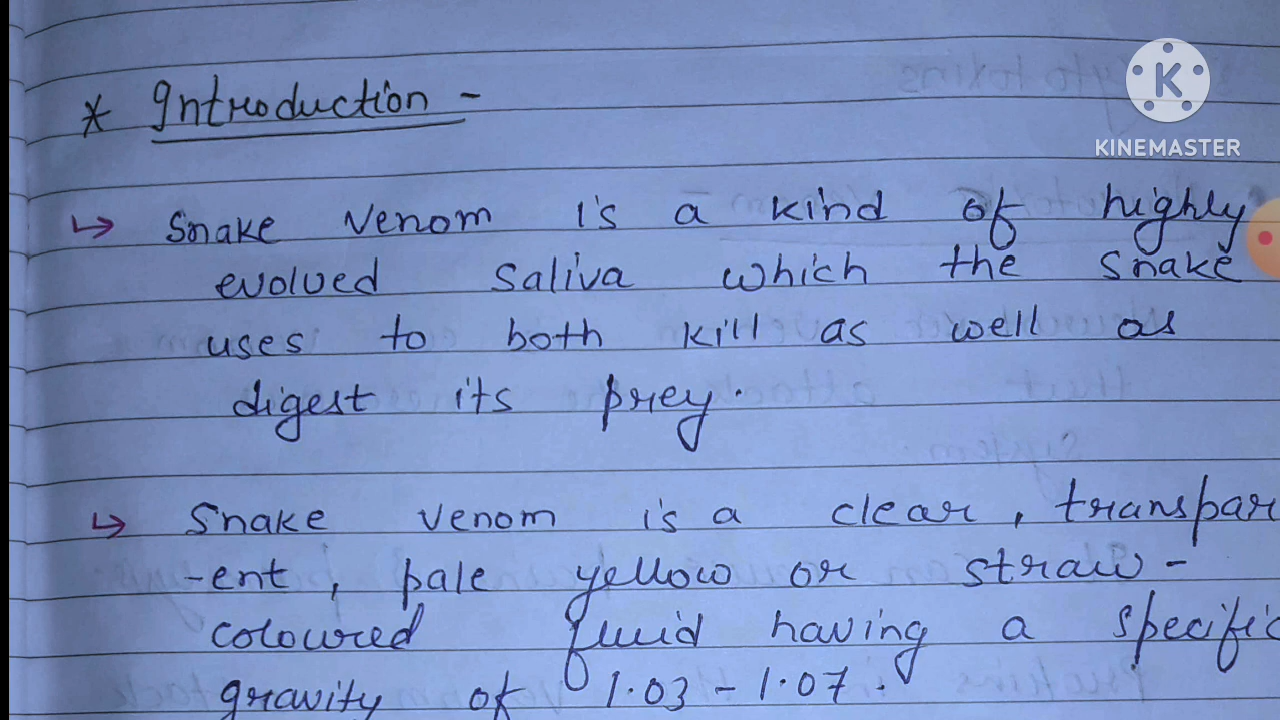 * Introduction -
KINEMASTER
↳ Snake Venom is a kind of highly
evolved saliva which the snake
uses to both kill as well as
digest its prey.
↳ Snake venom is a clear, transpar
-ent, pale yellow or straw-
coloured fluid having a specific
gravity of 1.03 - 1.07.